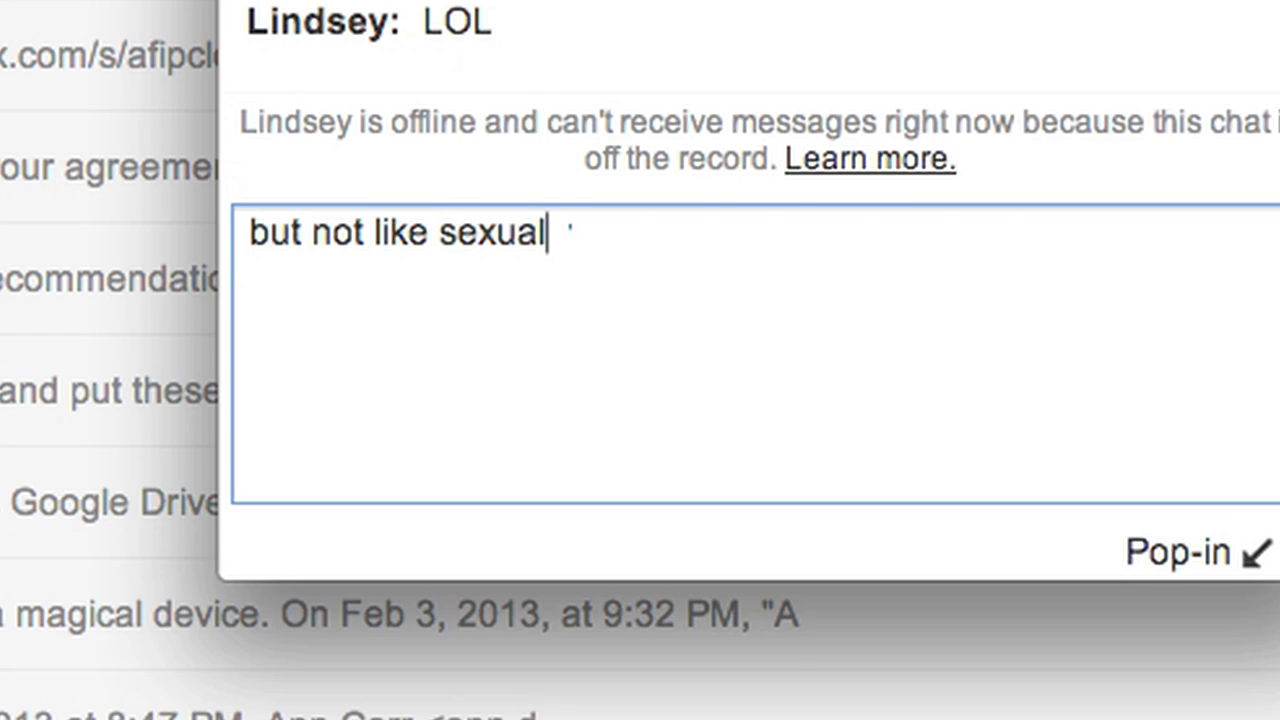 Lindsey: LOL
Lindsey is offline and can't receive messages right now because this chat
off the record. Learn more.
but not like sexual
Pop-in
x.com/s/afipcl
our agreemen
ecommendatio
and put these
Google Drive
a magical device. On Feb 3, 2013, at 9:32 PM, "A